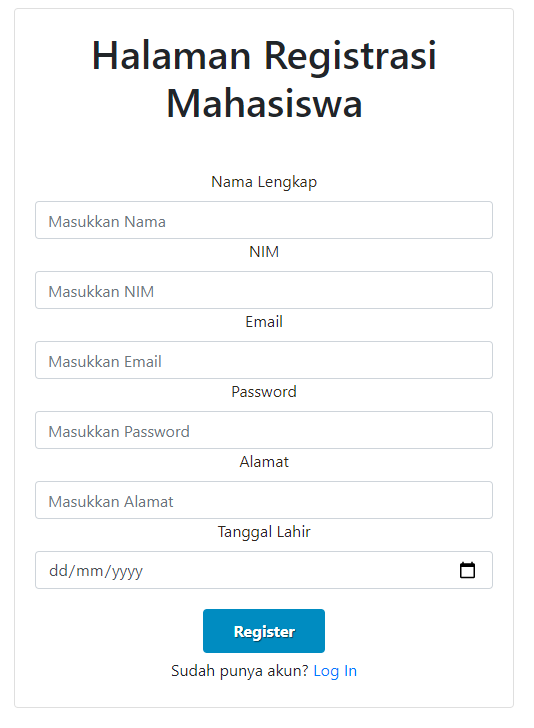 Halaman Registrasi
Mahasiswa
Nama Lengkap
Masukkan Nama
NIM
Masukkan NIM
Email
Masukkan Email
Password
Masukkan Password
Alamat
Masukkan Alamat
Tanggal Lahir
dd/mm/yyyy
Register
Sudah punya akun? Log In